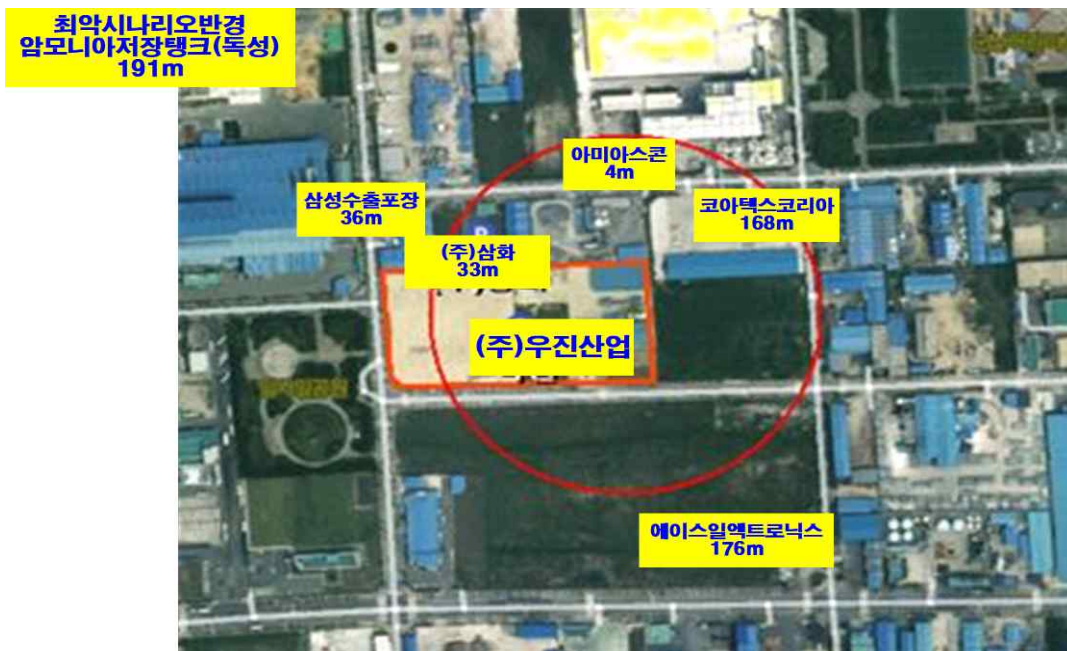 최악시나리오반경
암모니아저장탱크(독성)
191m
아미아스콘
4m
삼성수출포장
36m
코아텍스코리아
168m
(주)삼화
33m
(주)우진산업
에이스일엑트로닉스
176m